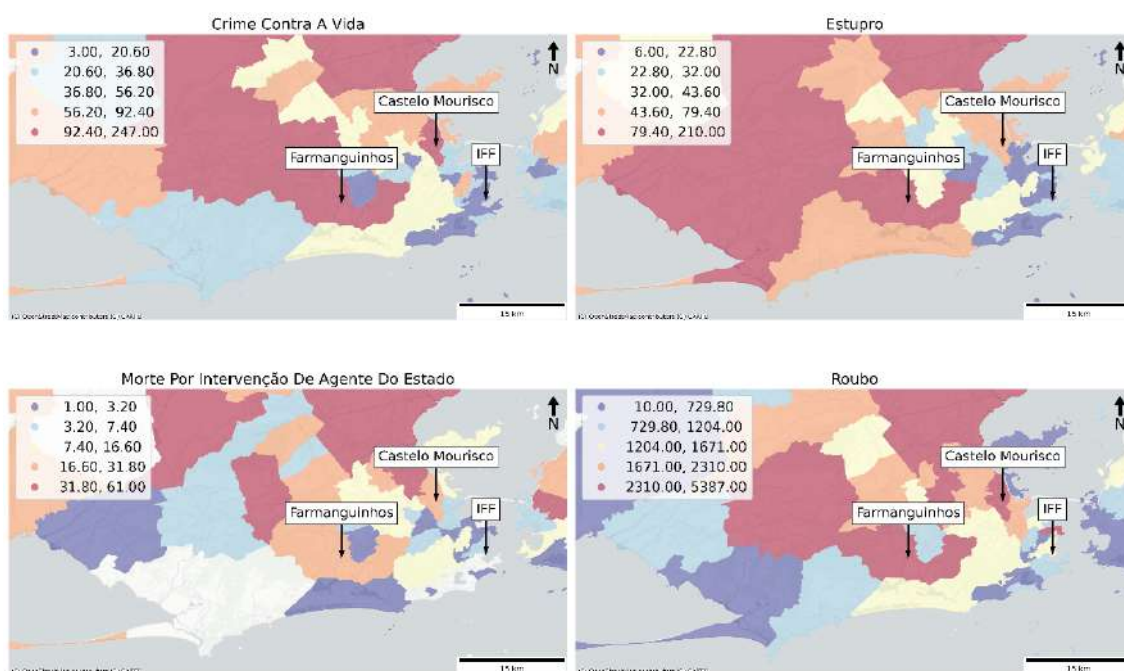 Crime Contra A Vida
3.00, 20.60
20.60, 36.80
36.80, 56.20
56.20, 92.40
92.40, 247.00
N
Castelo Mourisco
IFF
Farmanguinhos
15 km
Estupro
6.00, 22.80
22.80, 32.00
32.00, 43.60
43.60, 79.40
79.40, 210.00
N
Castelo Mourisco
IFF
Farmanguinhos
15 km
Morte Por Intervenção De Agente Do Estado
1.00, 3.20
3.20, 7.40
7.40, 16.60
16.60, 31.80
31.80, 61.00
N
Castelo Mourisco
IFF
Farmanguinhos
15 km
Roubo
10.00, 729.80
729.80, 1204.00
1204.00, 1671.00
1671.00, 2310.00
2310.00, 5387.00
N
Castelo Mourisco
IFF
Farmanguinhos
15 km